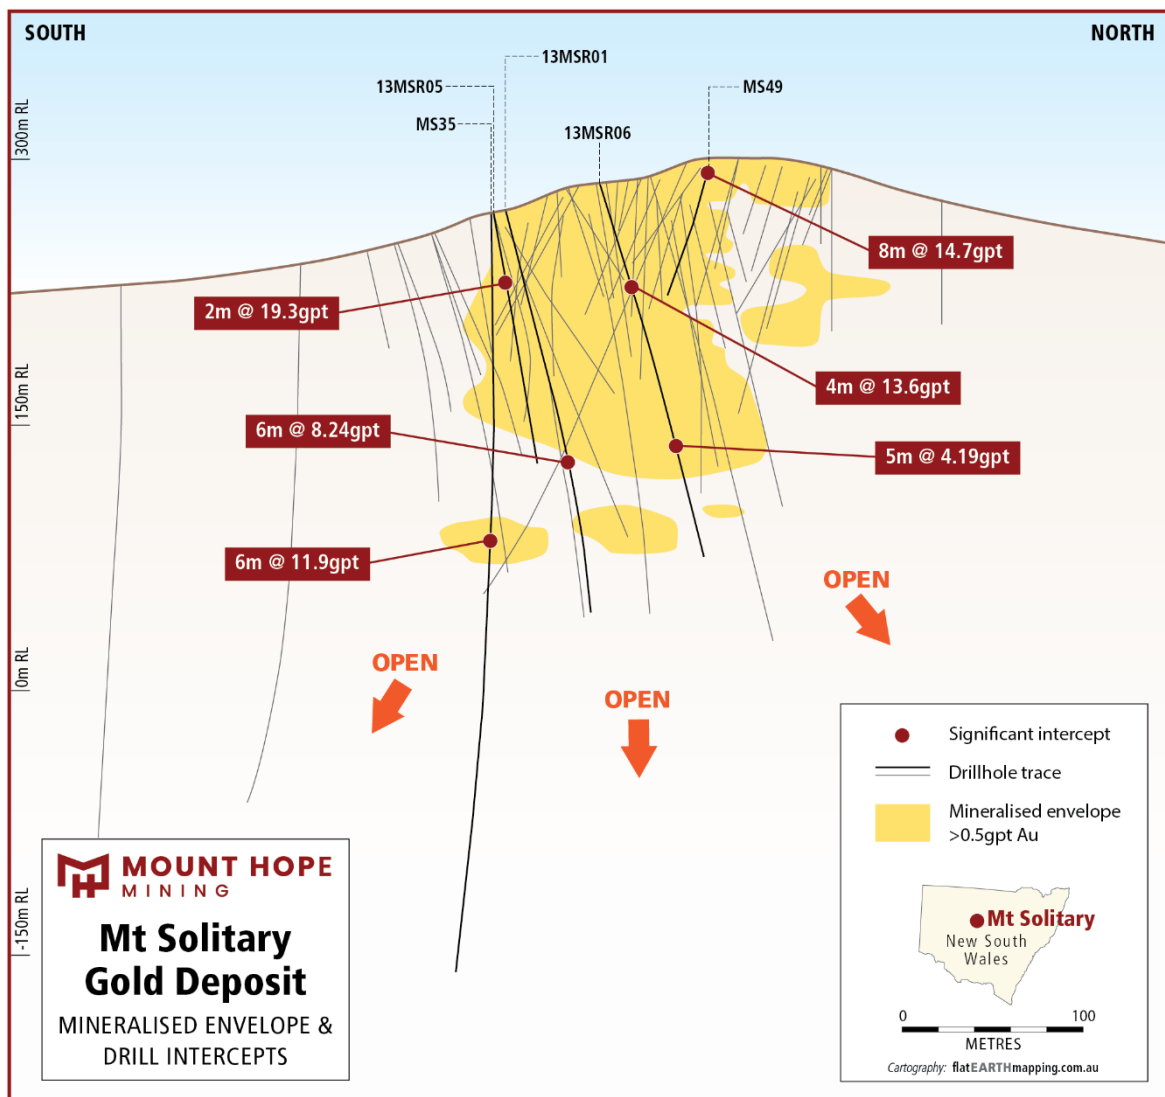 SOUTH
NORTH
13MSR01
13MSR05
MS49
MS35
13MSR06
300m RL
8m @ 14.7gpt
2m @ 19.3gpt
150m RL
4m @ 13.6gpt
6m @ 8.24gpt
5m @ 4.19gpt
6m @ 11.9gpt
OPEN
OPEN
0m RL
OPEN
Significant intercept
Drillhole trace
Mineralised envelope
>0.5gpt Au
-150m RL
MOUNT HOPE
MINING
Mt Solitary
Gold Deposit
MINERALISED ENVELOPE &
DRILL INTERCEPTS
Mt Solitary
New South
Wales
0 100
METRES
Cartography: flatEARTHmapping.com.au